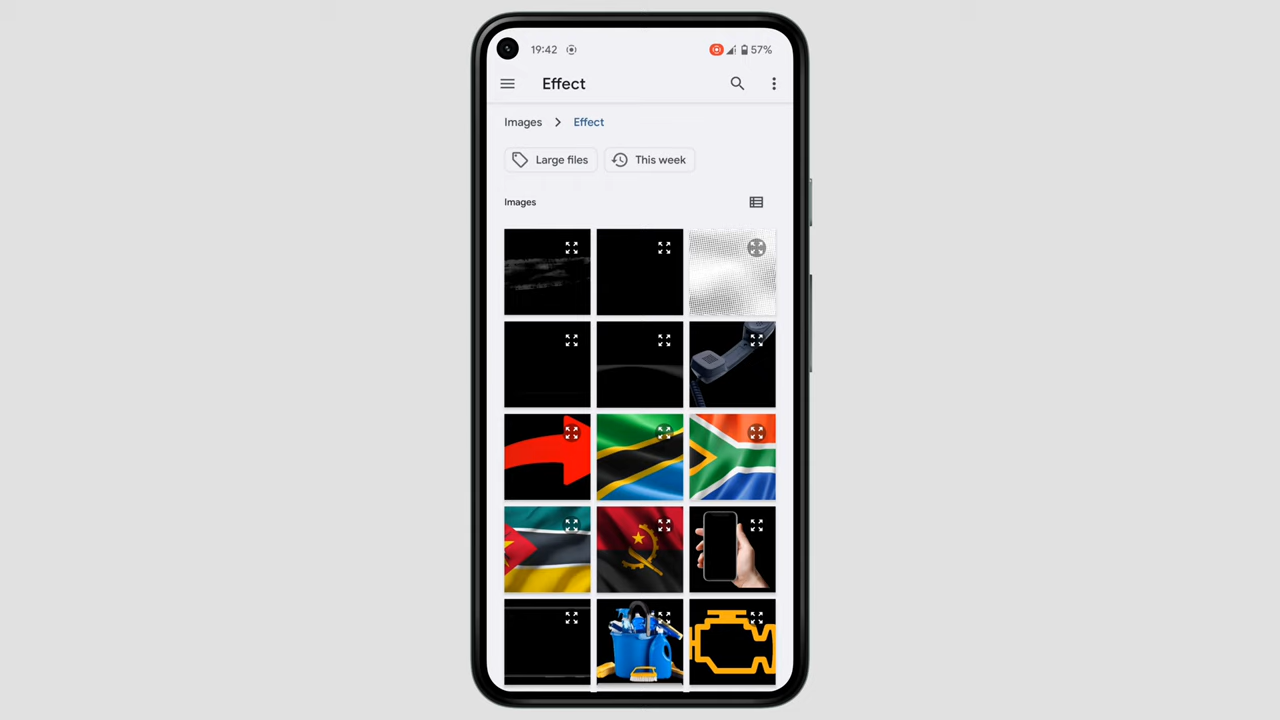 19:42 57%
Effect
Images > Effect
Large files This week
Images